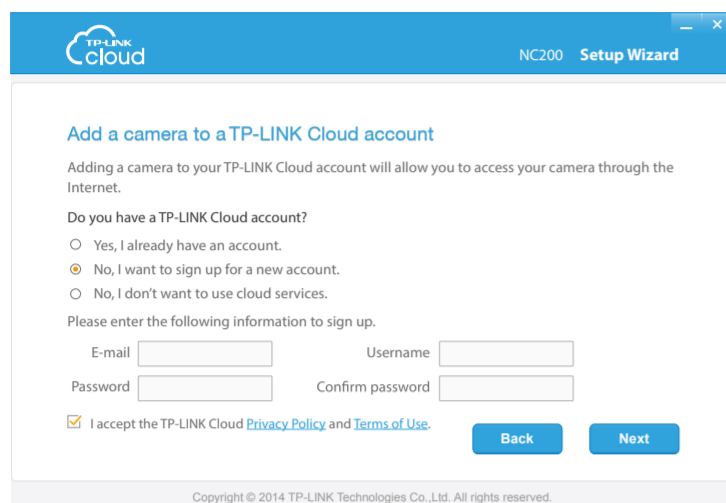 TP-LINK
cloud
NC200 Setup Wizard
Add a camera to a TP-LINK Cloud account
Adding a camera to your TP-LINK Cloud account will allow you to access your camera through the
Internet.
Do you have a TP-LINK Cloud account?
Yes, I already have an account.
No, I want to sign up for a new account.
No, I don't want to use cloud services.
Please enter the following information to sign up.
E-mail Username
Password Confirm password
I accept the TP-LINK Cloud Privacy Policy and Terms of Use.
Back Next
Copyright © 2014 TP-LINK Technologies Co.,Ltd. All rights reserved.